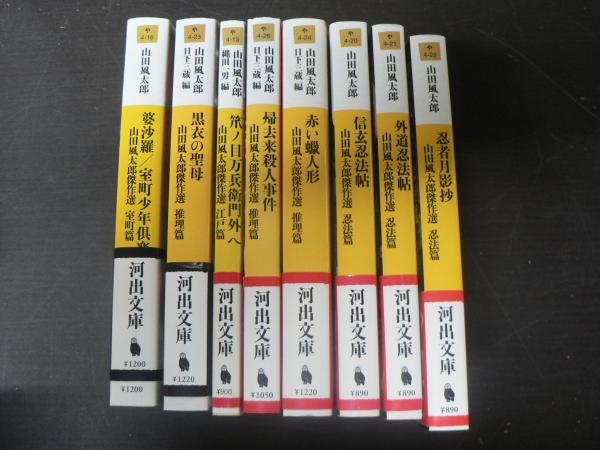 や
4-16
山田風太郎
婆沙羅／室町少年倶楽
山田風太郎傑作選 室町篇
河出文庫
¥1200
¥1200
や
4-23
山田風太郎
日下三蔵 編
黒衣の聖母
山田風太郎傑作選 推理篇
河出文庫
¥1220
や
4-13
山田風太郎
縄田一男 編
笊ノ目万兵衛門外へ
山田風太郎傑作選 江戸篇
河出文庫
¥900
や
山田風太郎
日下三蔵 編
帰去来殺人事件
山田風太郎傑作選 推理篇
河出文庫
¥1050
や
4-24
山田風太郎
日下三蔵 編
赤い蠟人形
山田風太郎傑作選 推理篇
河出文庫
¥1220
や
4-20
山田風太郎
信玄忍法帖
山田風太郎傑作選 忍法篇
河出文庫
¥890
や
4-21
山田風太郎
外道忍法帖
山田風太郎傑作選 忍法篇
河出文庫
¥890
や
4-22
山田風太郎
忍者月影抄
山田風太郎傑作選 忍法篇
河出文庫
¥890